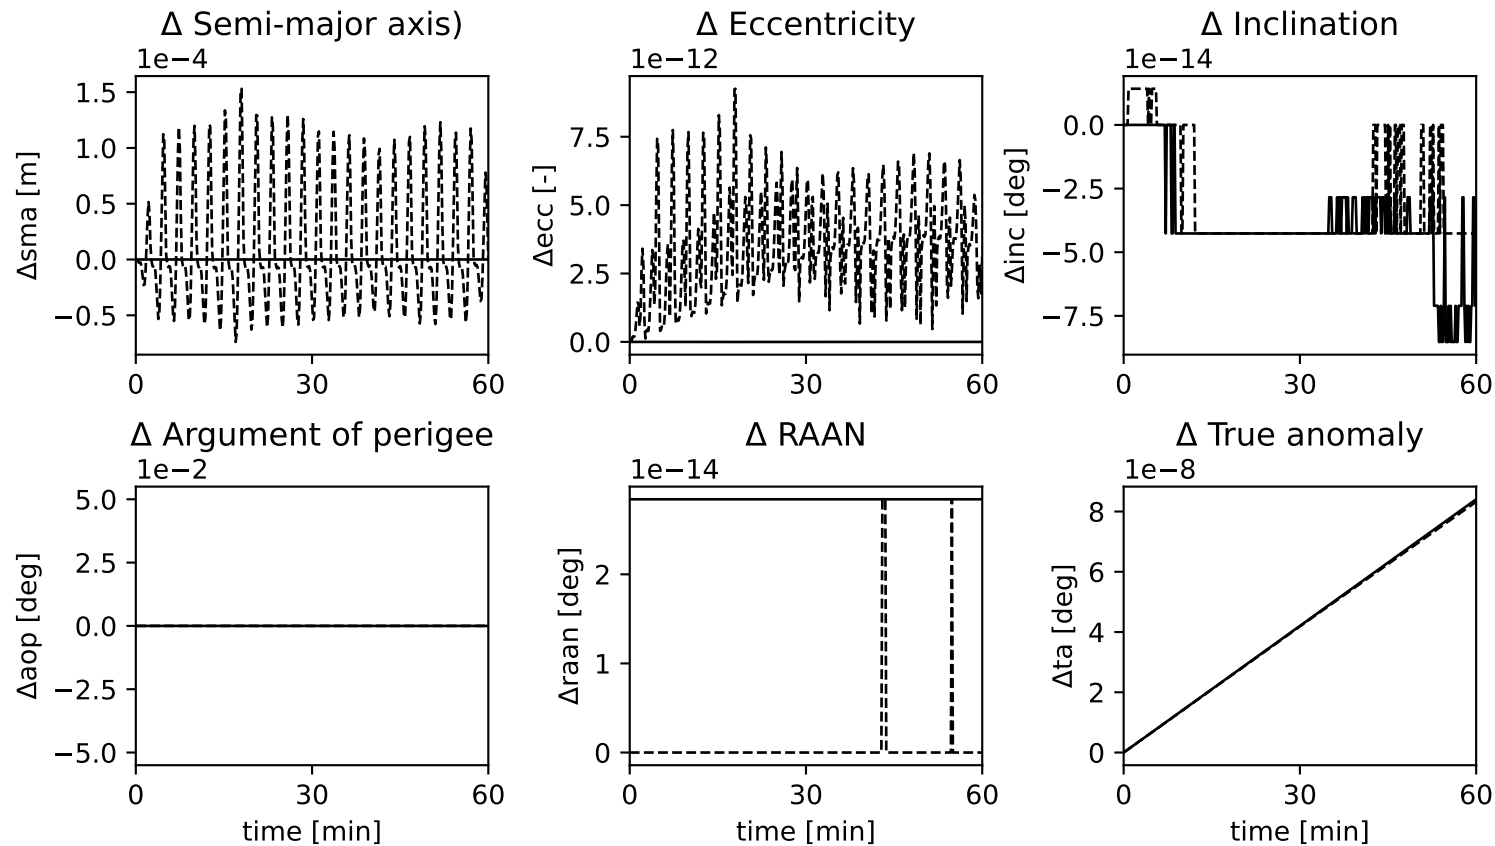 Δ Semi-major axis)
1e−4
Δsma [m]
1.5
1.0
0.5
0.0
−0.5
0
30
60
Δ Eccentricity
1e−12
Δecc [-]
7.5
5.0
2.5
0.0
0
30
60
Δ Inclination
1e−14
Δinc [deg]
0.0
−2.5
−5.0
−7.5
0
30
60
Δ Argument of perigee
1e−2
Δaop [deg]
5.0
2.5
0.0
−2.5
−5.0
0
30
60
time [min]
Δ RAAN
1e−14
Δraan [deg]
2
1
0
0
30
60
time [min]
Δ True anomaly
1e−8
Δta [deg]
8
6
4
2
0
0
30
60
time [min]